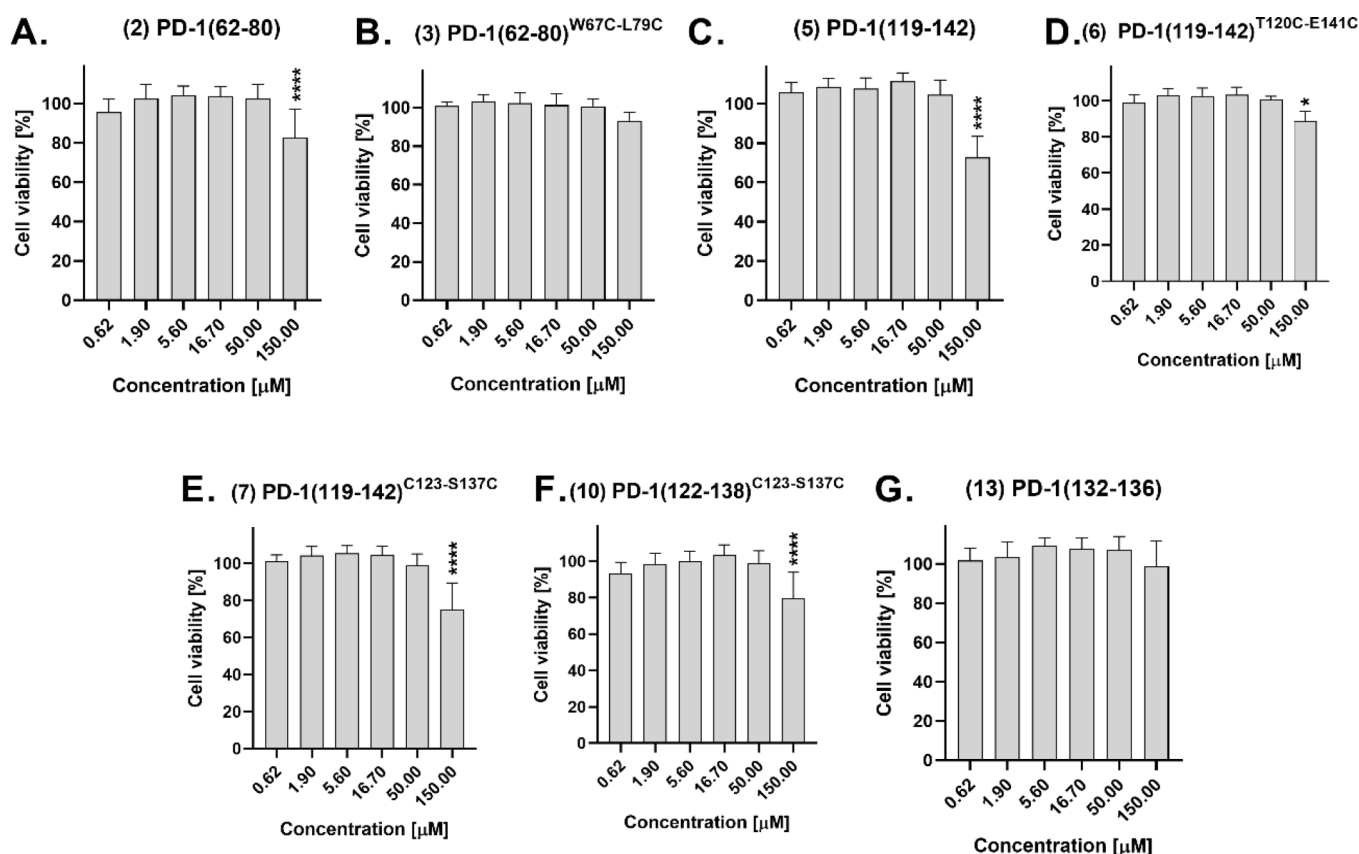 A. (2) PD-1(62-80)
Cell viability [%]
100
80
60
40
20
0
****
0.62 1.90 5.60 16.70 50.00 150.00
Concentration [μM]
B. (3) PD-1(62-80)W67C-L79C
Cell viability [%]
100
80
60
40
20
0
0.62 1.90 5.60 16.70 50.00 150.00
Concentration [μM]
C. (5) PD-1(119-142)
Cell viability [%]
100
80
60
40
20
0
****
0.62 1.90 5.60 16.70 50.00 150.00
Concentration [μM]
D. (6) PD-1(119-142)T120C-E141C
Cell viability [%]
100
80
60
40
20
0
*
0.62 1.90 5.60 16.70 50.00 150.00
Concentration [μM]
E. (7) PD-1(119-142)C123-S137C
Cell viability [%]
100
80
60
40
20
0
****
0.62 1.90 5.60 16.70 50.00 150.00
Concentration [μM]
F. (10) PD-1(122-138)C123-S137C
Cell viability [%]
100
80
60
40
20
0
****
0.62 1.90 5.60 16.70 50.00 150.00
Concentration [μM]
G. (13) PD-1(132-136)
Cell viability [%]
100
80
60
40
20
0
0.62 1.90 5.60 16.70 50.00 150.00
Concentration [μM]